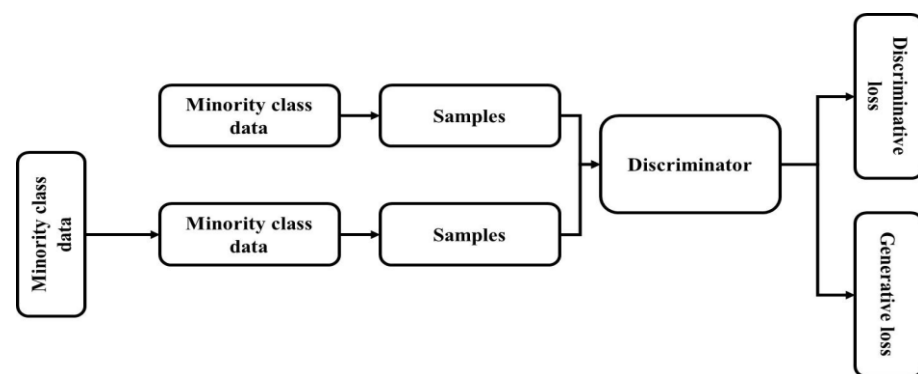 Minority class
data
Minority class
data
Samples
Minority class
data
Samples
Discriminator
Discriminative
loss
Generative loss